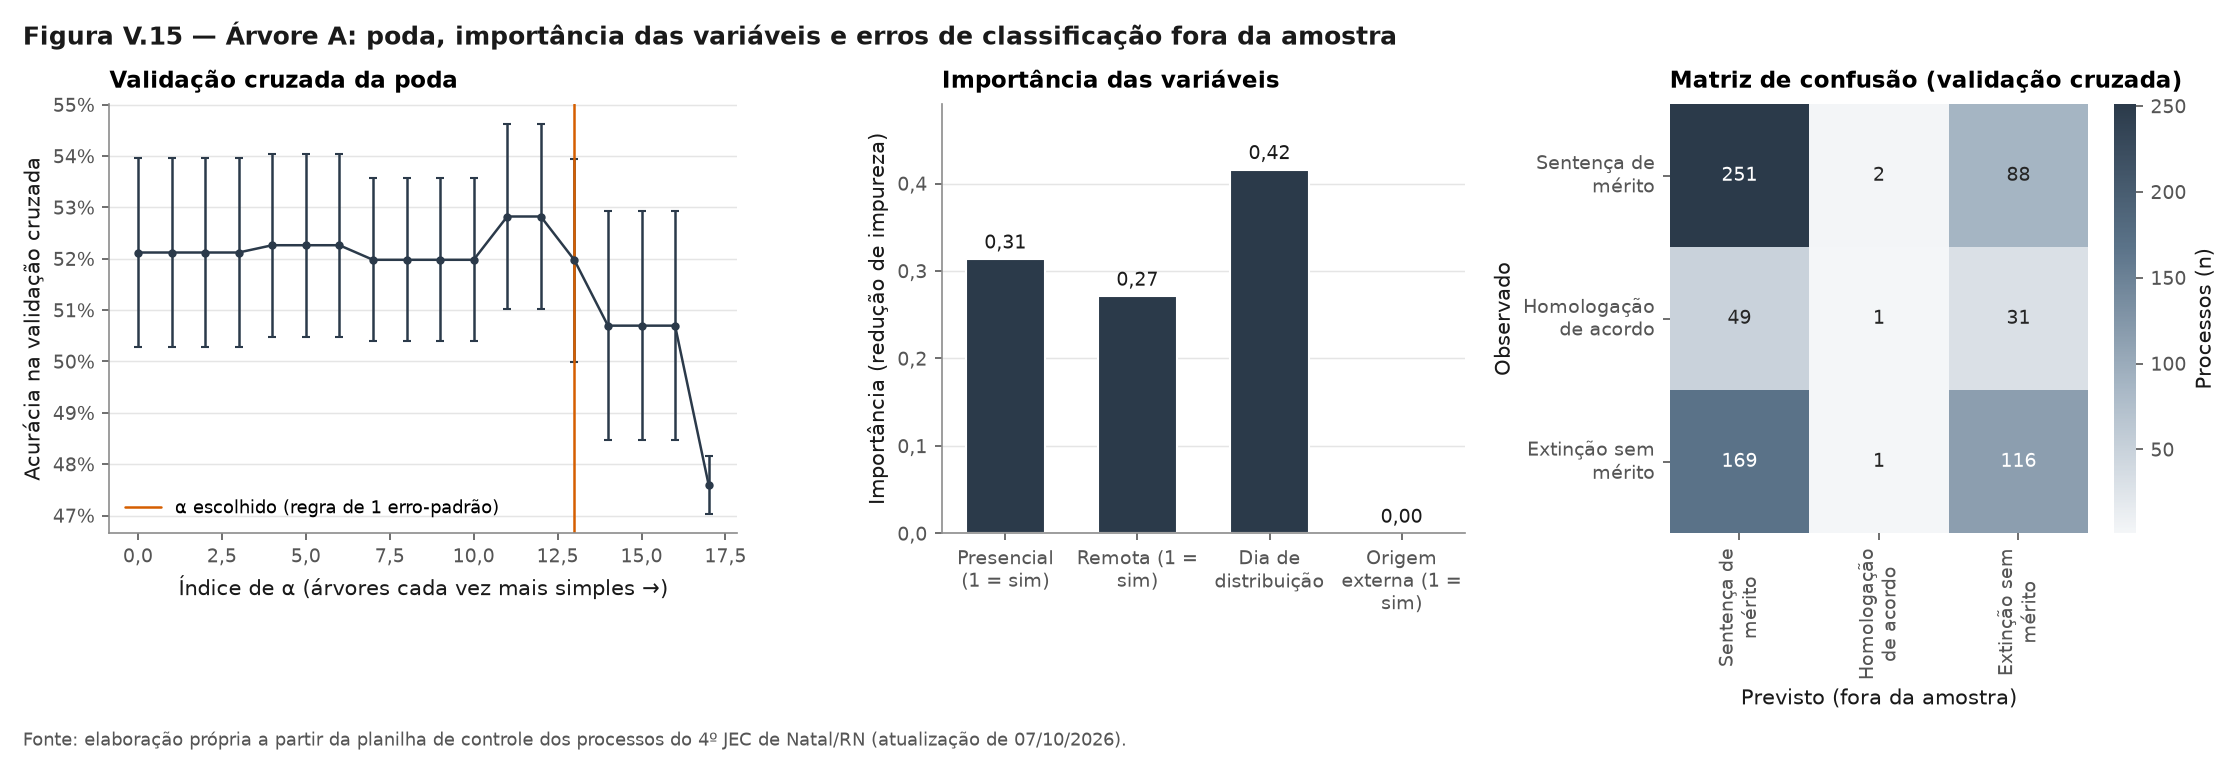 Figura V.15 — Árvore A: poda, importância das variáveis e erros de classificação fora da amostra
Validação cruzada da poda
Acurácia na validação cruzada
55%
54%
53%
52%
51%
50%
49%
48%
47%
α escolhido (regra de 1 erro-padrão)
0,0
2,5
5,0
7,5
10,0
12,5
15,0
17,5
Índice de α (árvores cada vez mais simples →)
Importância das variáveis
Importância (redução de impureza)
0,4
0,3
0,2
0,1
0,0
0,31
0,27
0,42
0,00
Presencial
(1 = sim)
Remota (1 =
sim)
Dia de
distribuição
Origem
externa (1 =
sim)
Matriz de confusão (validação cruzada)
Observado
Sentença de
mérito
Homologação
de acordo
Extinção sem
mérito
251
2
88
49
1
31
169
1
116
Sentença de
mérito
Homologação
de acordo
Extinção sem
mérito
Previsto (fora da amostra)
250
200
150
100
50
Processos (n)
Fonte: elaboração própria a partir da planilha de controle dos processos do 4º JEC de Natal/RN (atualização de 07/10/2026).